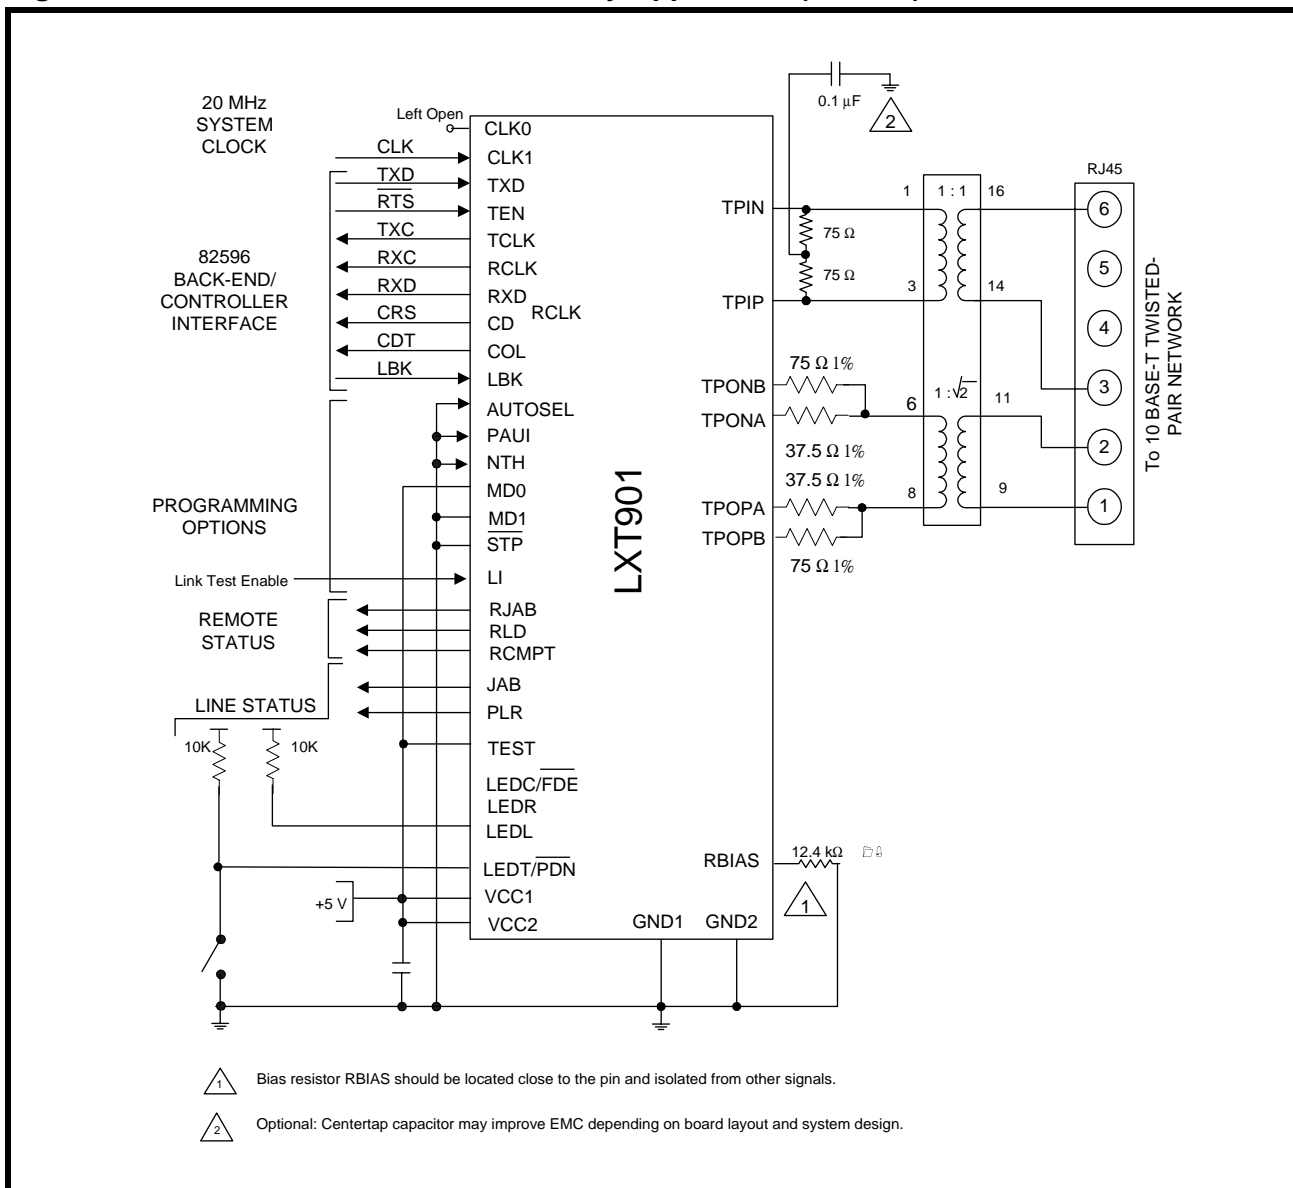 20 MHz
SYSTEM
CLOCK
Left Open
CLK0
CLK
CLK1
TXD
TXD
RTS
TEN
TXC
TCLK
RXC
RCLK
RXD
RXD
RCLK
CRS
CD
CDT
COL
LBK
LBK
82596
BACK-END/
CONTROLLER
INTERFACE
AUTOSEL
PAUI
NTH
MD0
MD1
STP
PROGRAMMING
OPTIONS
Link Test Enable
LI
REMOTE
STATUS
RJAB
RLD
RCMPT
JAB
PLR
LINE STATUS
10K
10K
TEST
LEDC/FDE
LEDR
LEDL
LEDT/PDN
+5 V
VCC1
VCC2
LXT901
GND1
GND2
0.1 µF
2
TPIN
75 Ω
75 Ω
TPIP
1
1 : 1
16
3
14
75 Ω 1%
TPONB
TPONA
37.5 Ω 1%
37.5 Ω 1%
TPOPA
TPOPB
75 Ω 1%
6
1 :√2
11
8
9
RJ45
6
5
4
3
2
1
To 10 BASE-T TWISTED-
PAIR NETWORK
RBIAS
12.4 kΩ
1
1 Bias resistor RBIAS should be located close to the pin and isolated from other signals.
2 Optional: Centertap capacitor may improve EMC depending on board layout and system design.